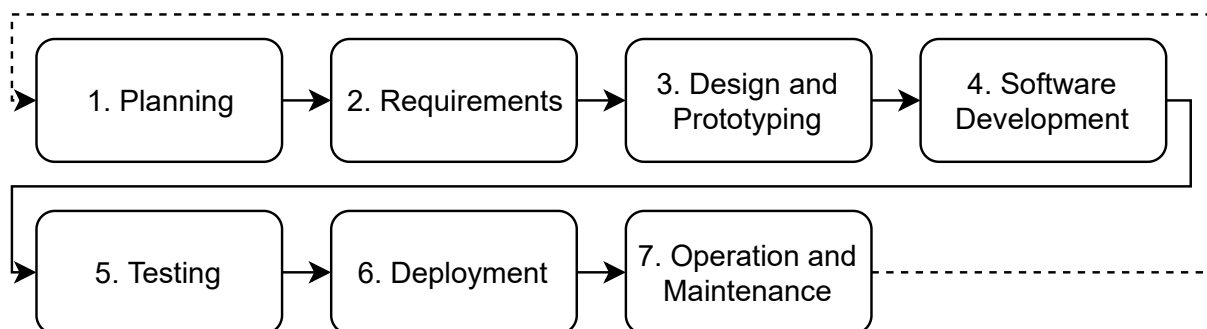 1. Planning
2. Requirements
3. Design and
Prototyping
4. Software
Development
5. Testing
6. Deployment
7. Operation and
Maintenance